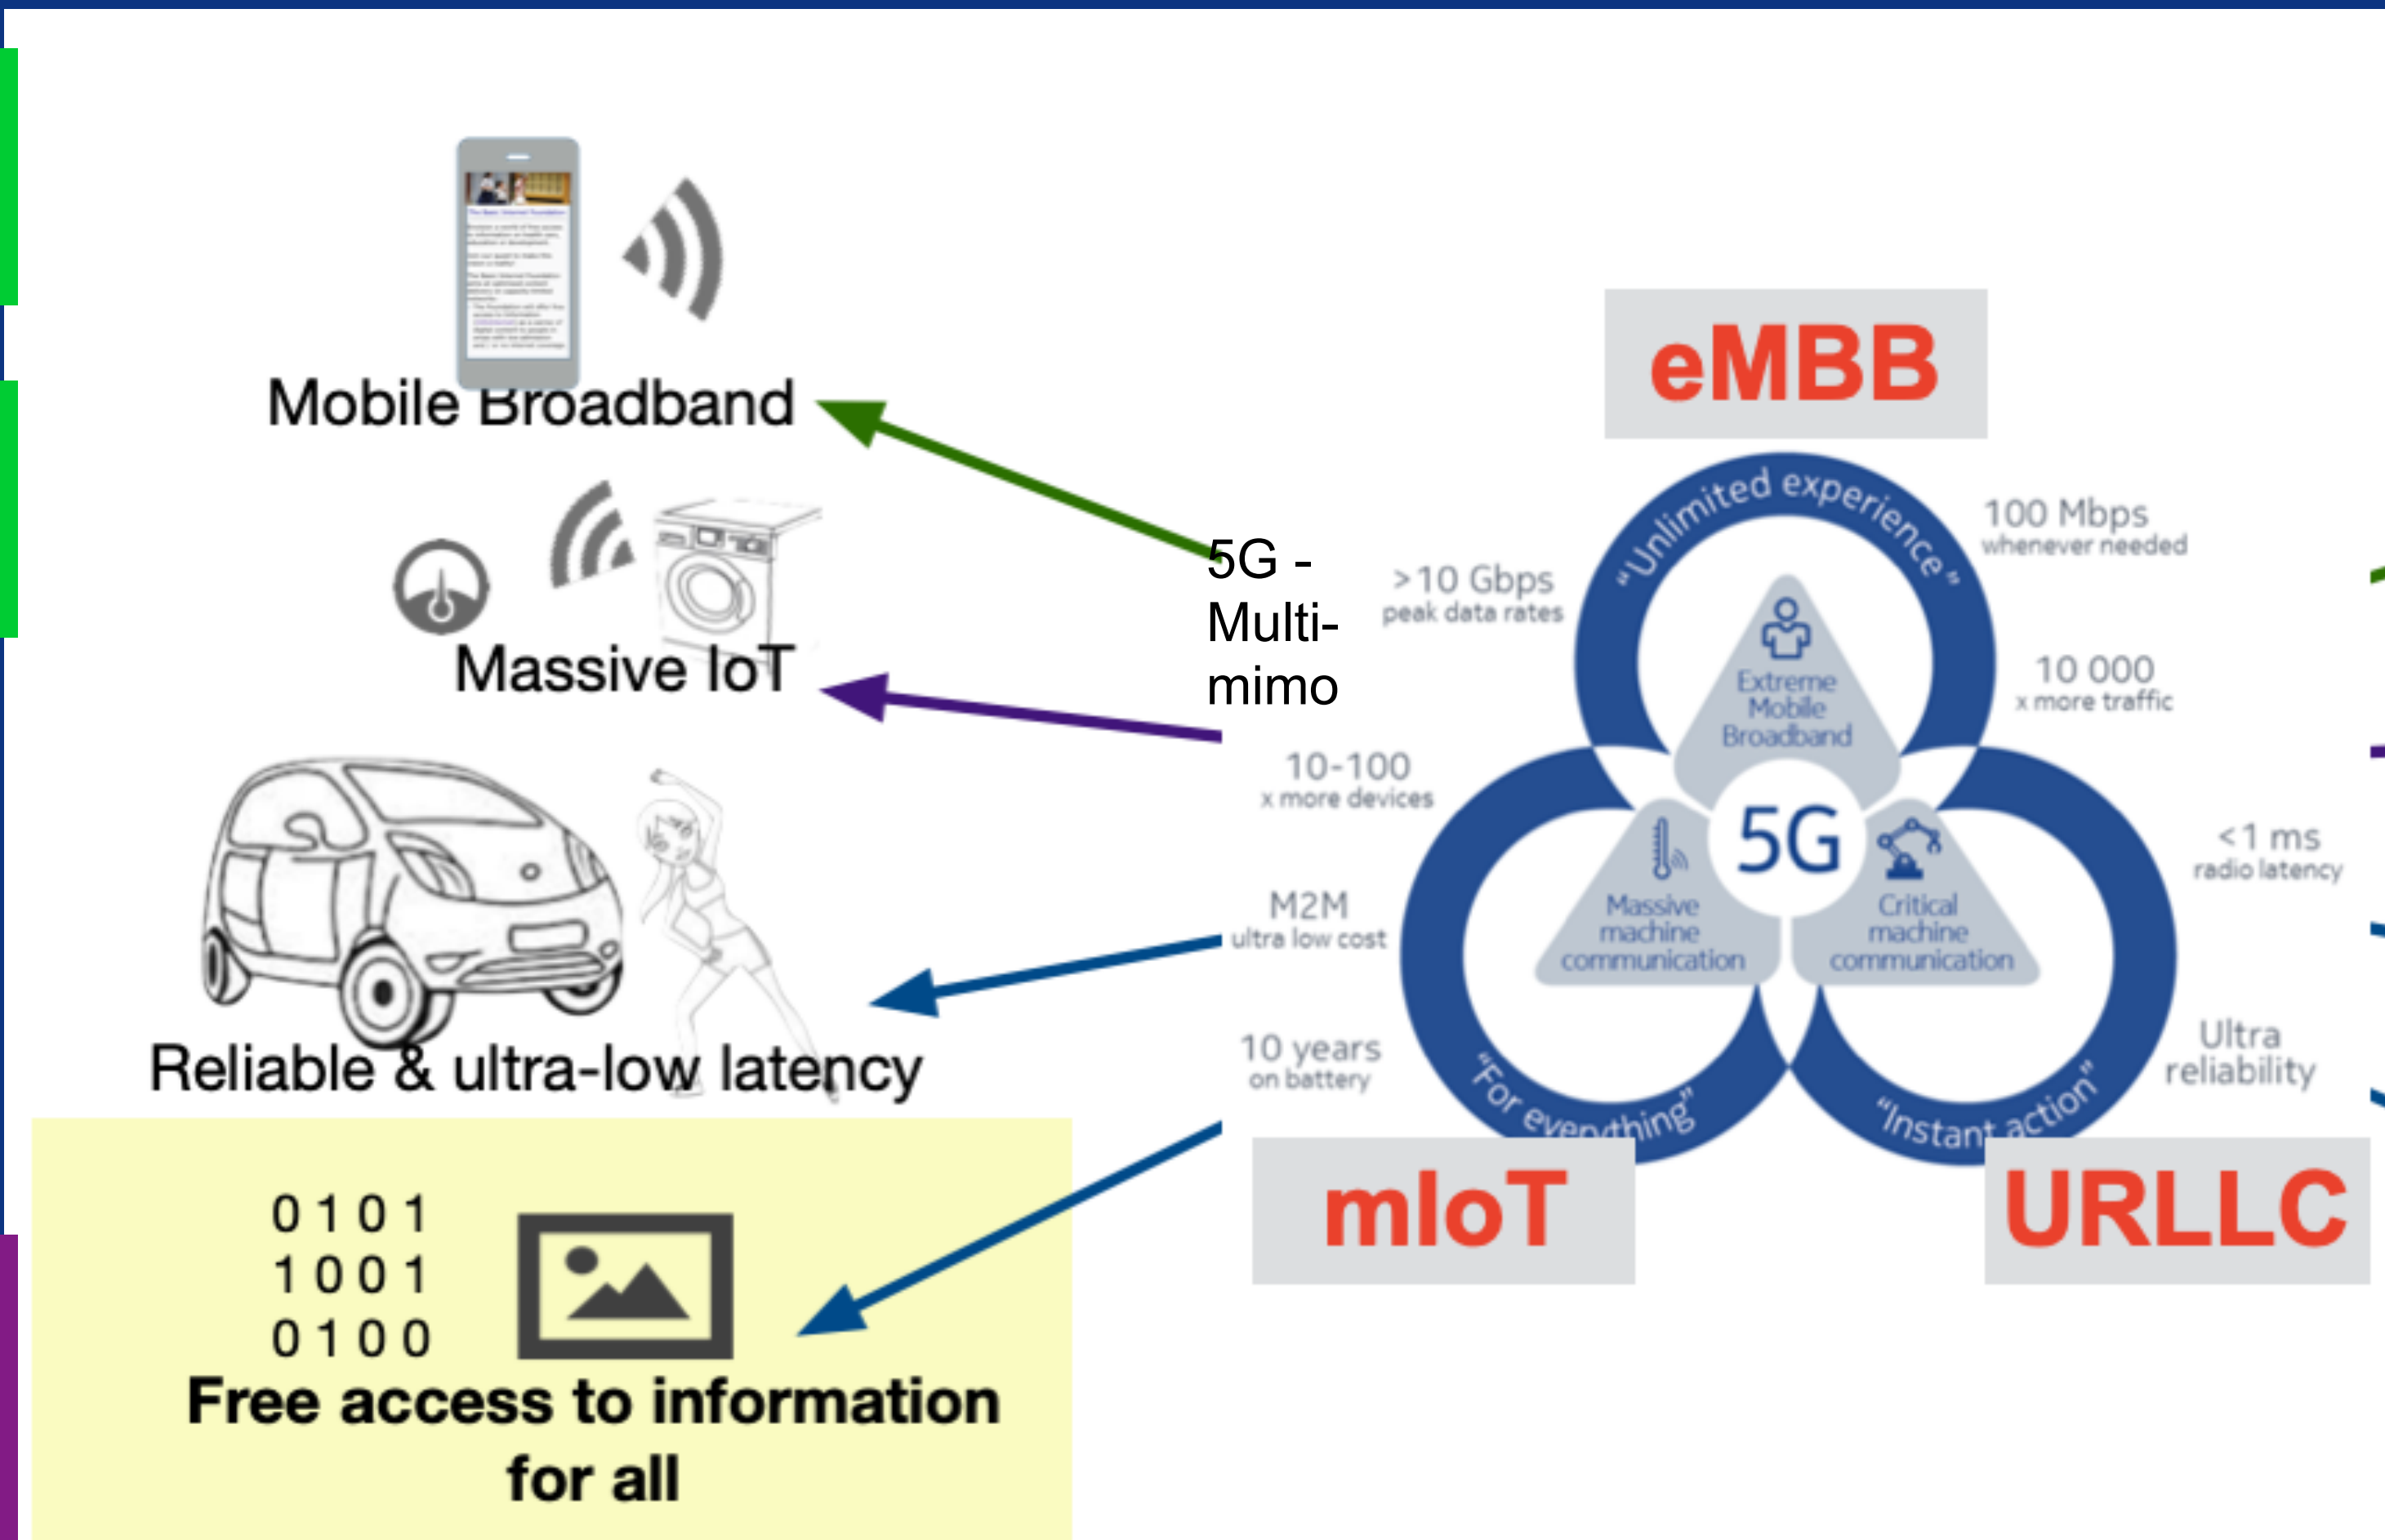 The Basic Internet Foundation
Mobile Broadband
Massive IoT
Reliable & ultra-low latency
0 1 0 1
1 0 0 1
0 1 0 0
Free access to information
for all
5G -
Multi-
mimo
eMBB
"Unlimited experience"
>10 Gbps
peak data rates
100 Mbps
whenever needed
10 000
x more traffic
Extreme
Mobile
Broadband
10-100
x more devices
5G
<1 ms
radio latency
M2M
ultra low cost
Massive
machine
communication
Critical
machine
communication
10 years
on battery
Ultra
reliability
"For everything"
"Instant action"
mIoT
URLLC